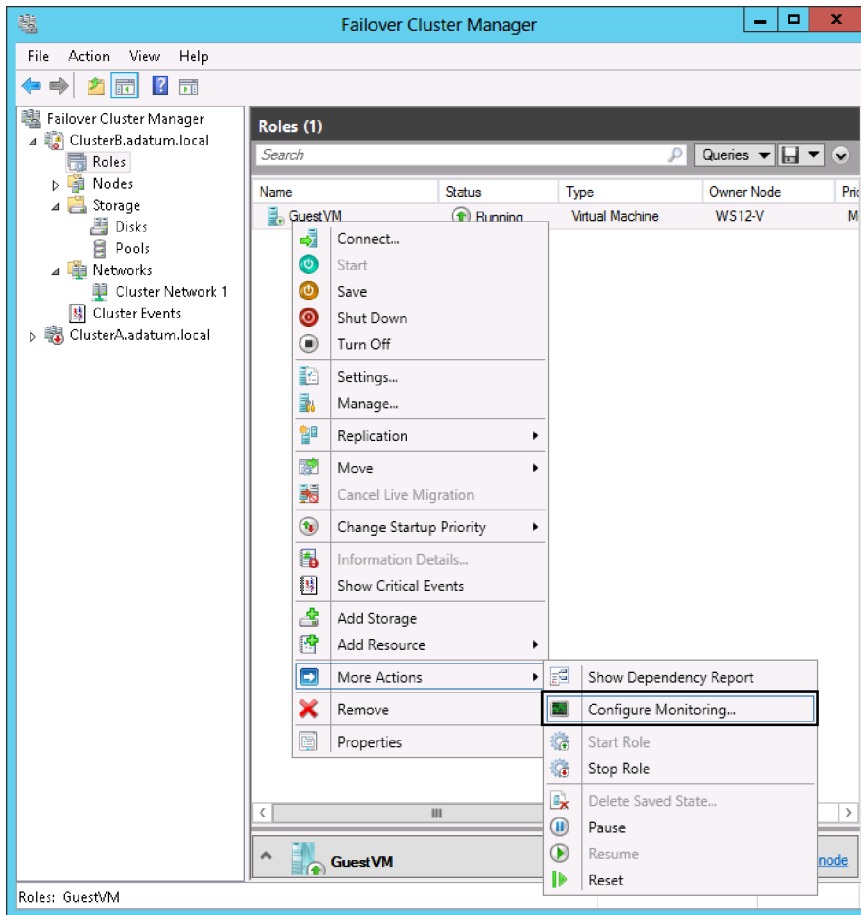 Failover Cluster Manager
File Action View Help
Failover Cluster Manager
ClusterB.adatum.local
Roles
Nodes
Storage
Disks
Pools
Networks
Cluster Network 1
Cluster Events
ClusterA.adatum.local
Roles (1)
Search
Queries
Name Status Type Owner Node Pric
GuestVM Running Virtual Machine WS12-V M
Connect...
Start
Save
Shut Down
Turn Off
Settings...
Manage...
Replication
Move
Cancel Live Migration
Change Startup Priority
Information Details...
Show Critical Events
Add Storage
Add Resource
More Actions
Remove
Properties
Show Dependency Report
Configure Monitoring...
Start Role
Stop Role
Delete Saved State...
Pause
Resume
Reset
GuestVM
node
Roles: GuestVM